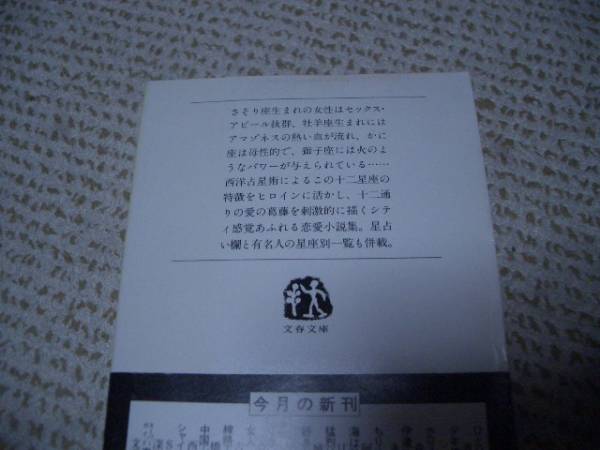 さそり座生まれの女性はセックス・
アピール抜群、牡羊座生まれには
アマゾネスの熱い血が流れ、かに
座は母性的で、獅子座には火のよ
うなパワーが与えられている……
西洋占星術によるこの十二星座の
特徴をヒロインに活かし、十二通
りの愛の葛藤を刺激的に描くシテ
ィ感覚あふれる恋愛小説集。星占
い欄と有名人の星座別一覧も併載。
文春文庫
今月の新刊